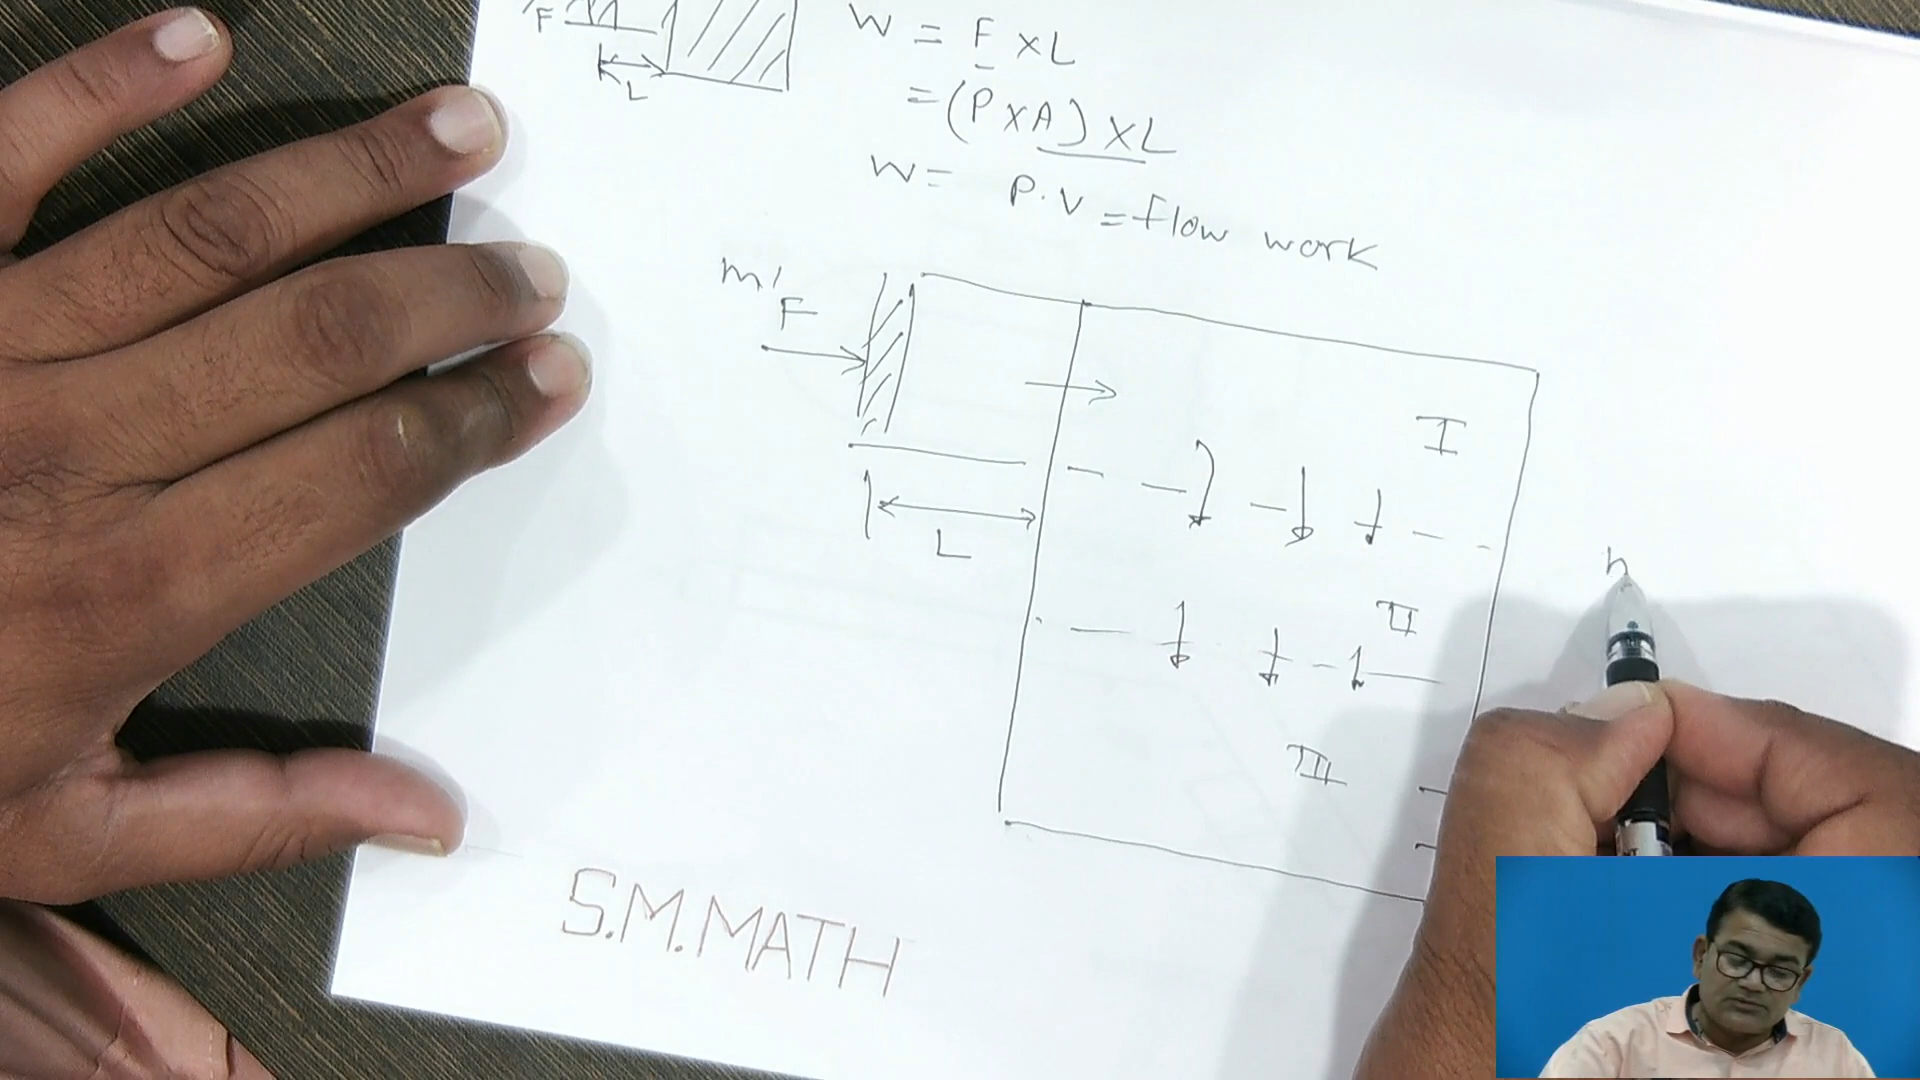 F
L
W = F × L
= (P × A) × L
W = P.V = flow work
m'
F
I
L
II
III
h
S.M.MATH